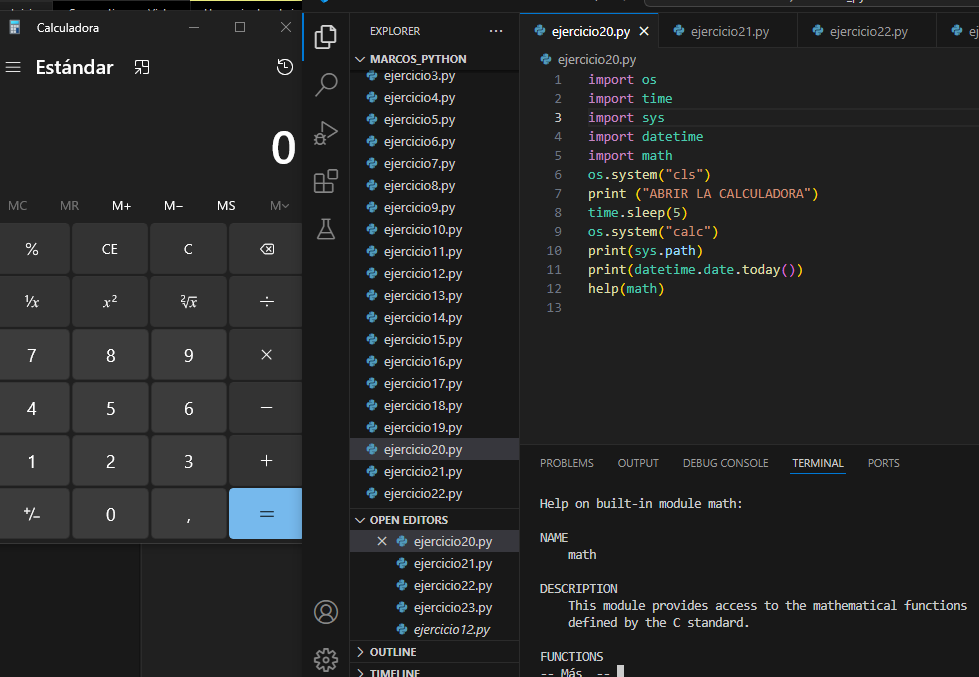 Calculadora
Estándar
0
MC MR M+ M− MS M˅
% CE C
¹/x x² ²√x ÷
7 8 9 ×
4 5 6 −
1 2 3 +
+/− 0 , =
EXPLORER ...
MARCOS_PYTHON
ejercicio3.py
ejercicio4.py
ejercicio5.py
ejercicio6.py
ejercicio7.py
ejercicio8.py
ejercicio9.py
ejercicio10.py
ejercicio11.py
ejercicio12.py
ejercicio13.py
ejercicio14.py
ejercicio15.py
ejercicio16.py
ejercicio17.py
ejercicio18.py
ejercicio19.py
ejercicio20.py
ejercicio21.py
ejercicio22.py
OPEN EDITORS
ejercicio20.py
ejercicio21.py
ejercicio22.py
ejercicio23.py
ejercicio12.py
OUTLINE
TIMELINE
ejercicio20.py ejercicio21.py ejercicio22.py
ejercicio20.py
1 import os
2 import time
3 import sys
4 import datetime
5 import math
6 os.system("cls")
7 print ("ABRIR LA CALCULADORA")
8 time.sleep(5)
9 os.system("calc")
10 print(sys.path)
11 print(datetime.date.today())
12 help(math)
13
PROBLEMS OUTPUT DEBUG CONSOLE TERMINAL PORTS
Help on built-in module math:
NAME
math
DESCRIPTION
This module provides access to the mathematical functions
defined by the C standard.
FUNCTIONS
-- Más --